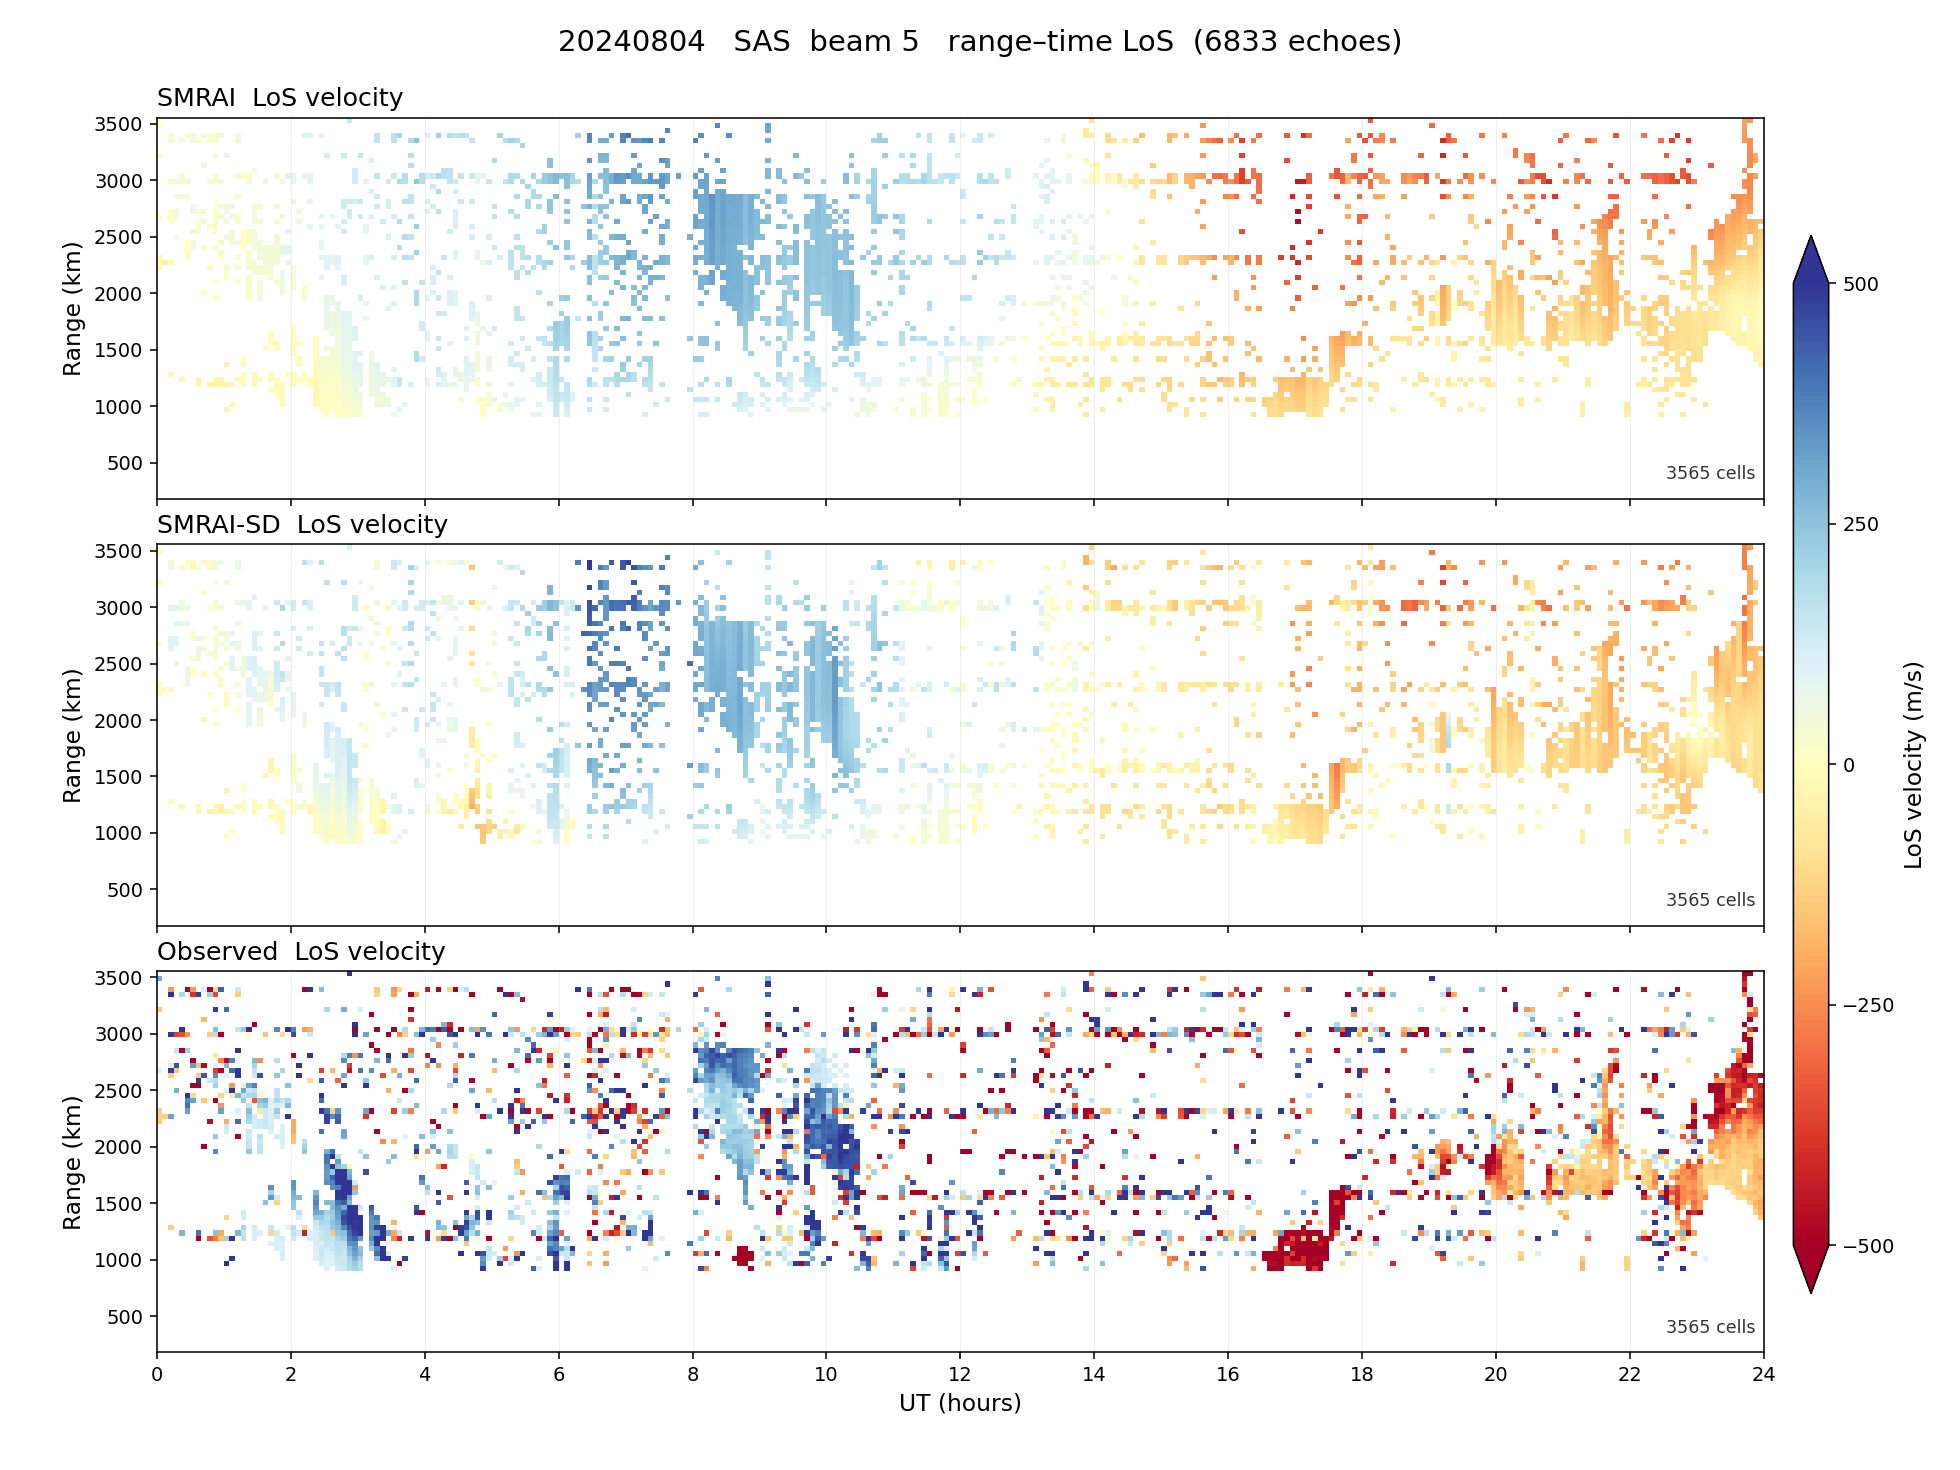 20240804 SAS beam 5 range–time LoS (6833 echoes)
SMRAI LoS velocity
3500
3000
2500
2000
1500
1000
500
Range (km)
3565 cells
SMRAI-SD LoS velocity
3500
3000
2500
2000
1500
1000
500
Range (km)
3565 cells
Observed LoS velocity
3500
3000
2500
2000
1500
1000
500
Range (km)
3565 cells
0 2 4 6 8 10 12 14 16 18 20 22 24
UT (hours)
500
250
0
−250
−500
LoS velocity (m/s)